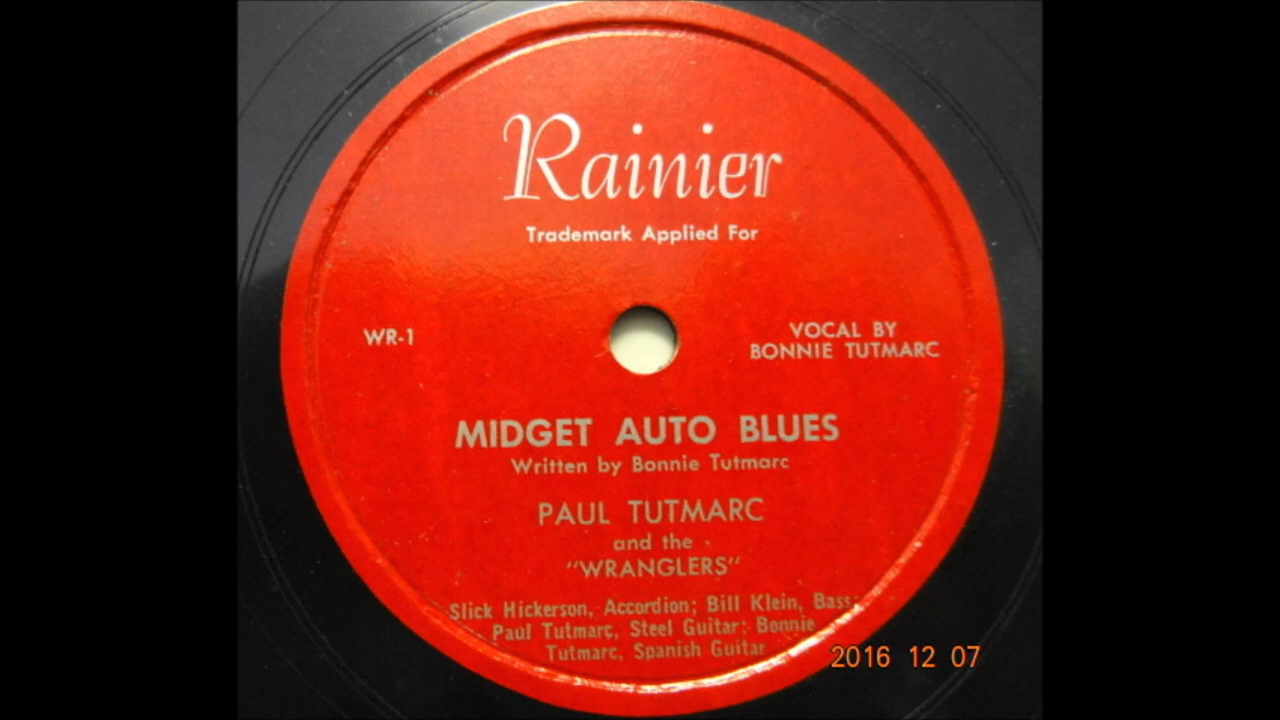 Rainier
Trademark Applied For
WR-1
VOCAL BY
BONNIE TUTMARC
MIDGET AUTO BLUES
Written by Bonnie Tutmarc
PAUL TUTMARC
and the
"WRANGLERS"
Slick Hickerson, Accordion; Bill Klein, Bass;
Paul Tutmarc, Steel Guitar; Bonnie
Tutmarc, Spanish Guitar
2016 12 07